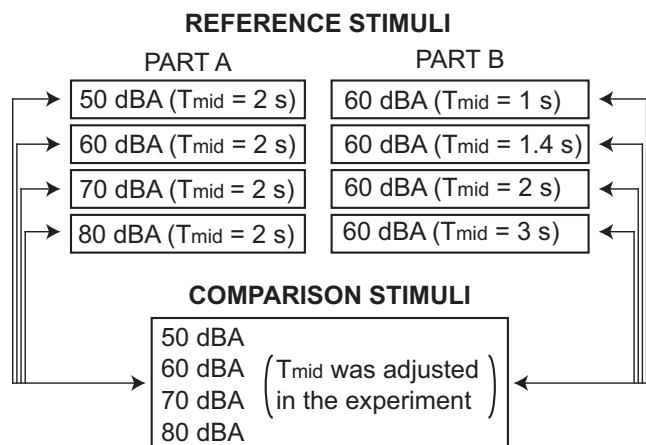 REFERENCE STIMULI
PART A
50 dBA (Tmid = 2 s)
60 dBA (Tmid = 2 s)
70 dBA (Tmid = 2 s)
80 dBA (Tmid = 2 s)
PART B
60 dBA (Tmid = 1 s)
60 dBA (Tmid = 1.4 s)
60 dBA (Tmid = 2 s)
60 dBA (Tmid = 3 s)
COMPARISON STIMULI
50 dBA
60 dBA
70 dBA
80 dBA
(Tmid was adjusted
in the experiment)